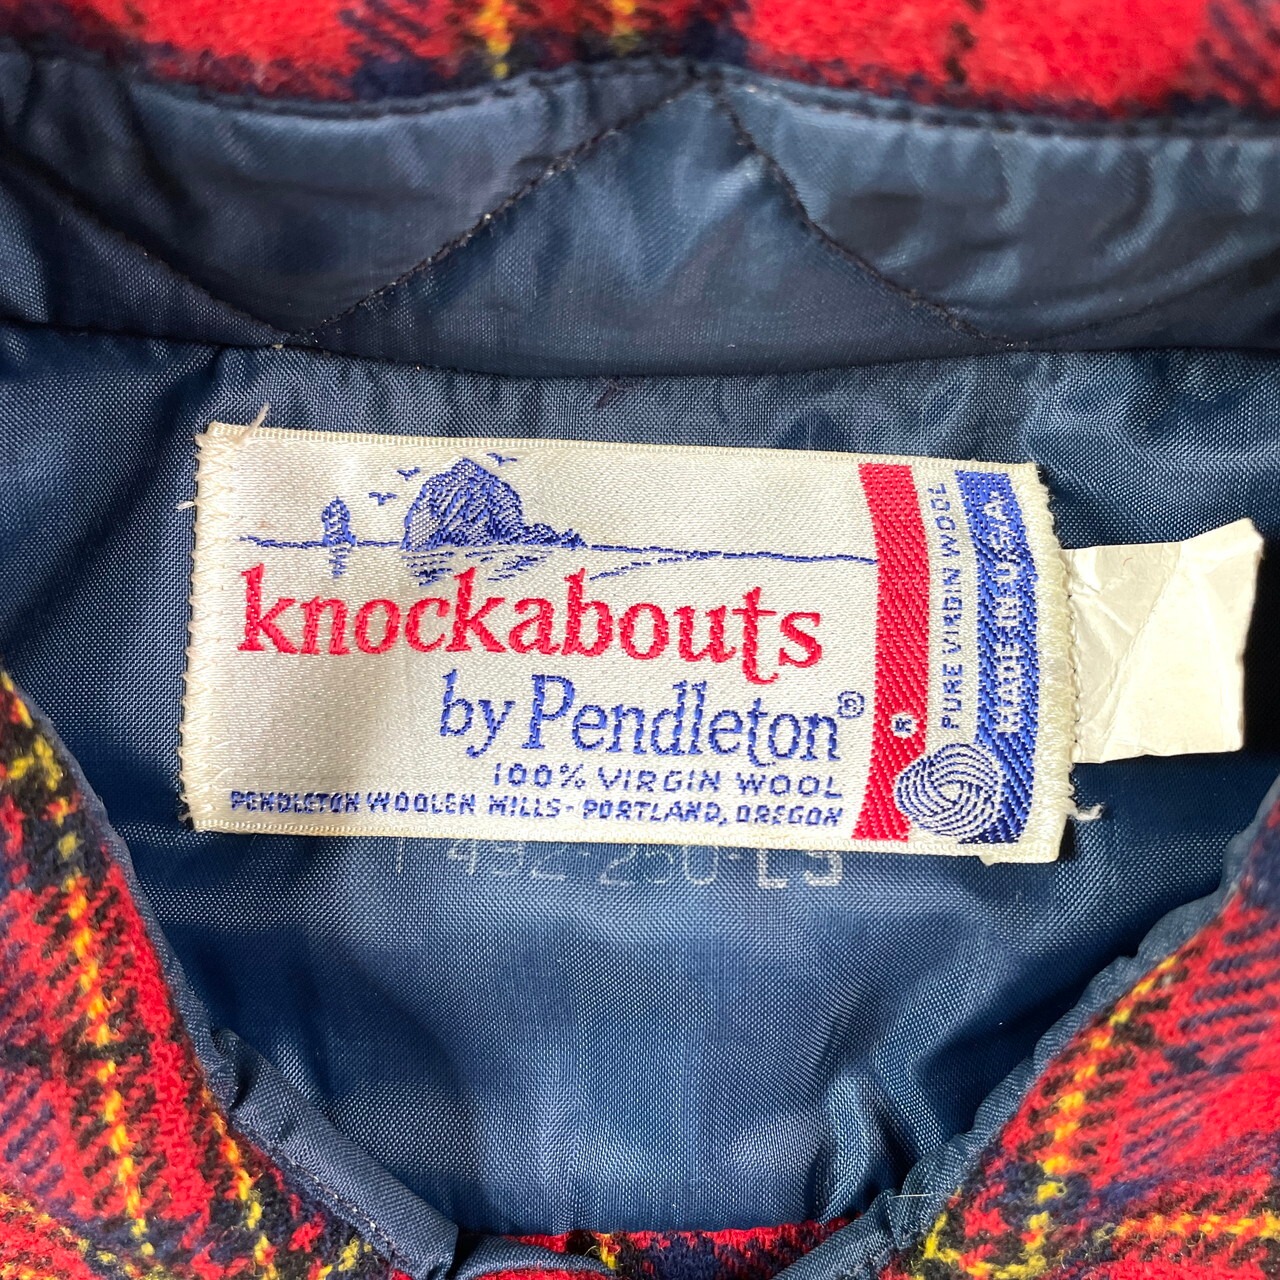 knockabouts
by Pendleton®
100% VIRGIN WOOL
PENDLETON WOOLEN MILLS - PORTLAND, OREGON
R
PURE VIRGIN WOOL
MADE IN U.S.A.